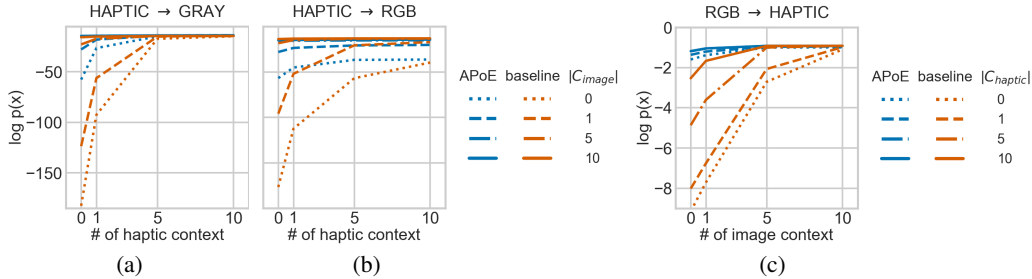 HAPTIC → GRAY
log p(x)
−50
−100
−150
0 1 5 10
# of haptic context
(a)
HAPTIC → RGB
0 1 5 10
# of haptic context
(b)
APoE baseline |C_image|
0
1
5
10
RGB → HAPTIC
log p(x)
0
−2
−4
−6
−8
0 1 5 10
# of image context
(c)
APoE baseline |C_haptic|
0
1
5
10